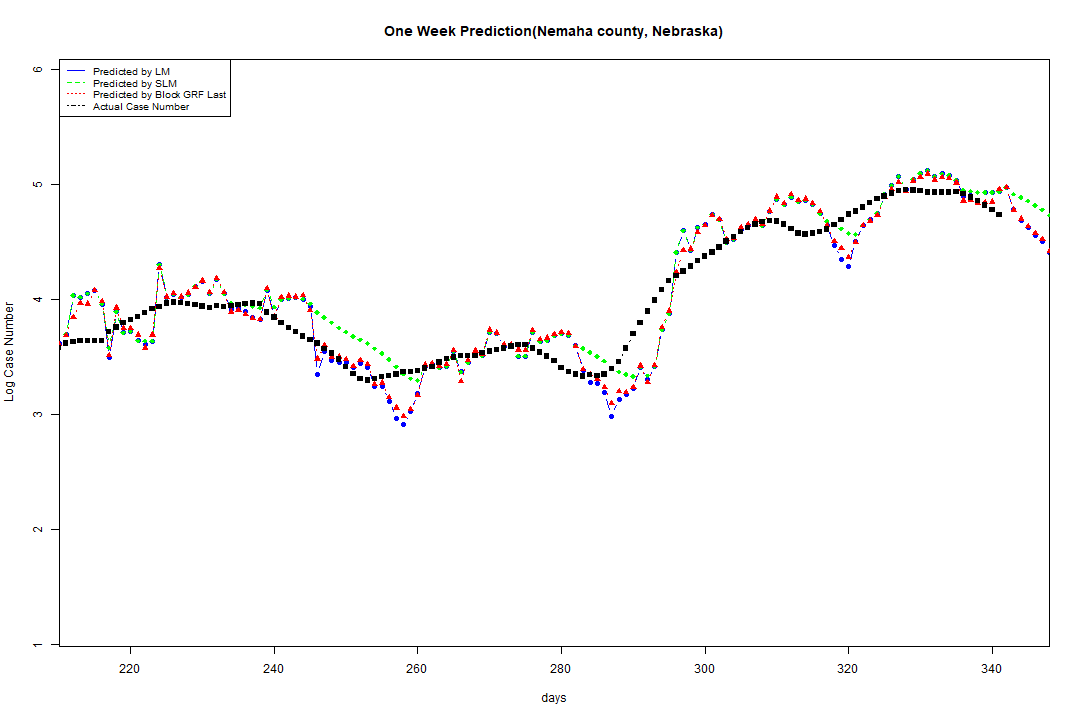 One Week Prediction(Nemaha county, Nebraska)
Predicted by LM
Predicted by SLM
Predicted by Block GRF Last
Actual Case Number
6
5
4
3
2
1
Log Case Number
220 240 260 280 300 320 340
days